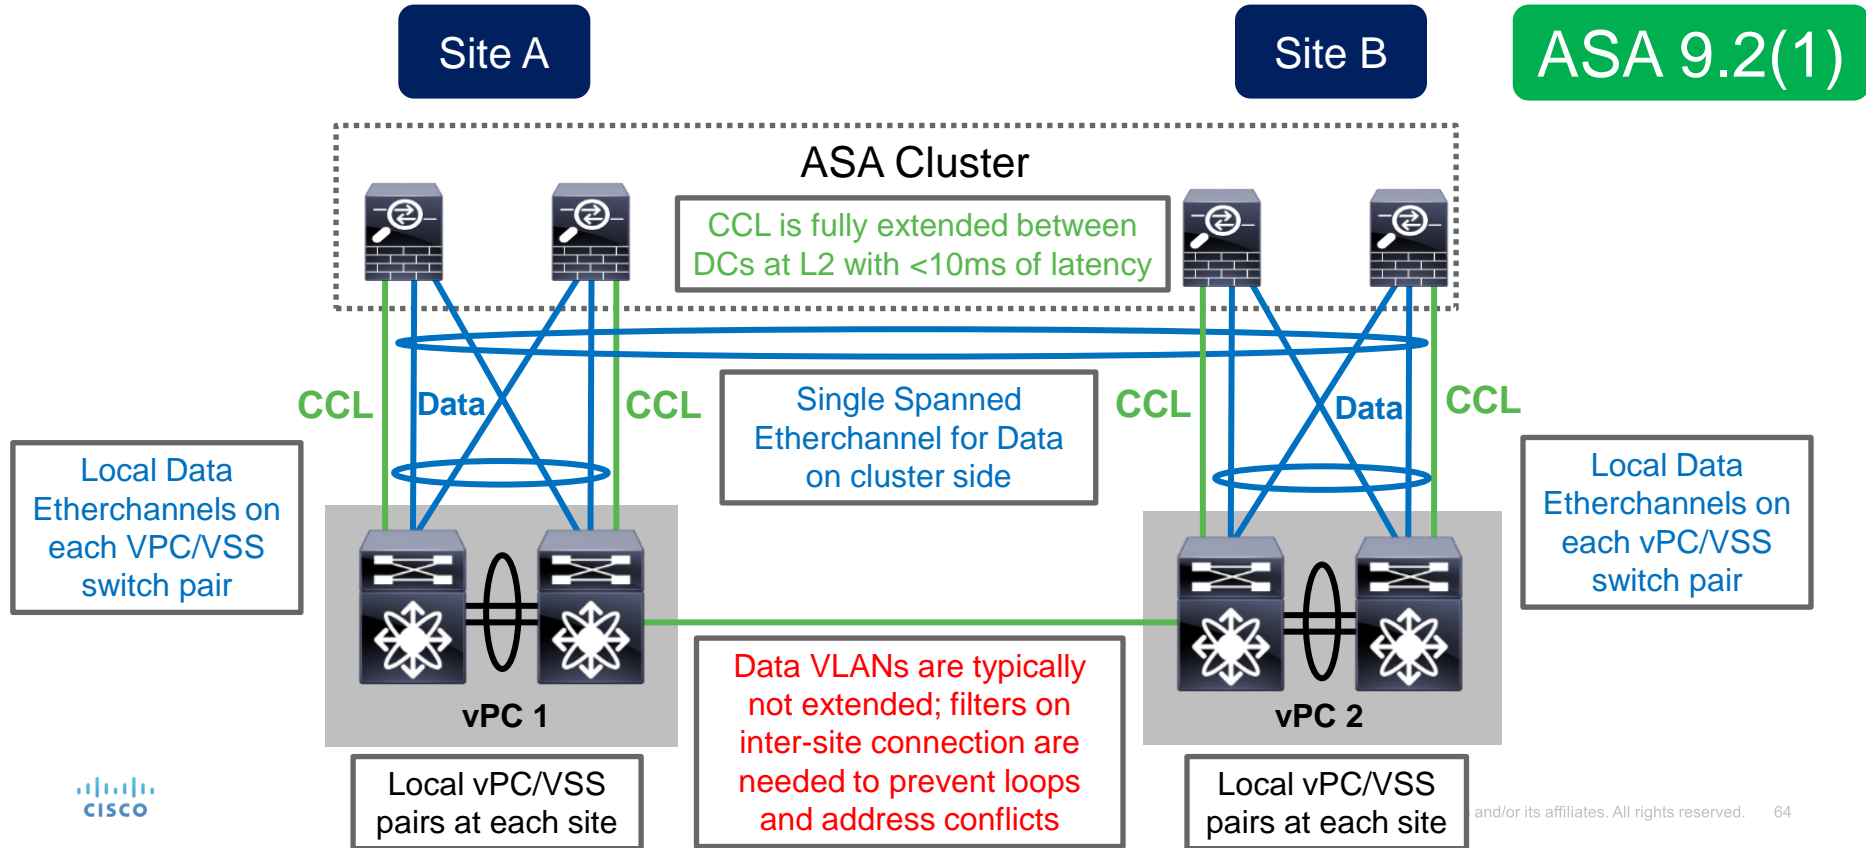 Site A
Site B
ASA 9.2(1)
ASA Cluster
CCL is fully extended between
DCs at L2 with <10ms of latency
CCL
Data
CCL
CCL
Data
CCL
Single Spanned
Etherchannel for Data
on cluster side
Local Data
Etherchannels on
each VPC/VSS
switch pair
Local Data
Etherchannels on
each vPC/VSS
switch pair
vPC 1
vPC 2
Data VLANs are typically
not extended; filters on
inter-site connection are
needed to prevent loops
and address conflicts
Local vPC/VSS
pairs at each site
Local vPC/VSS
pairs at each site
CISCO
and/or its affiliates. All rights reserved. 64